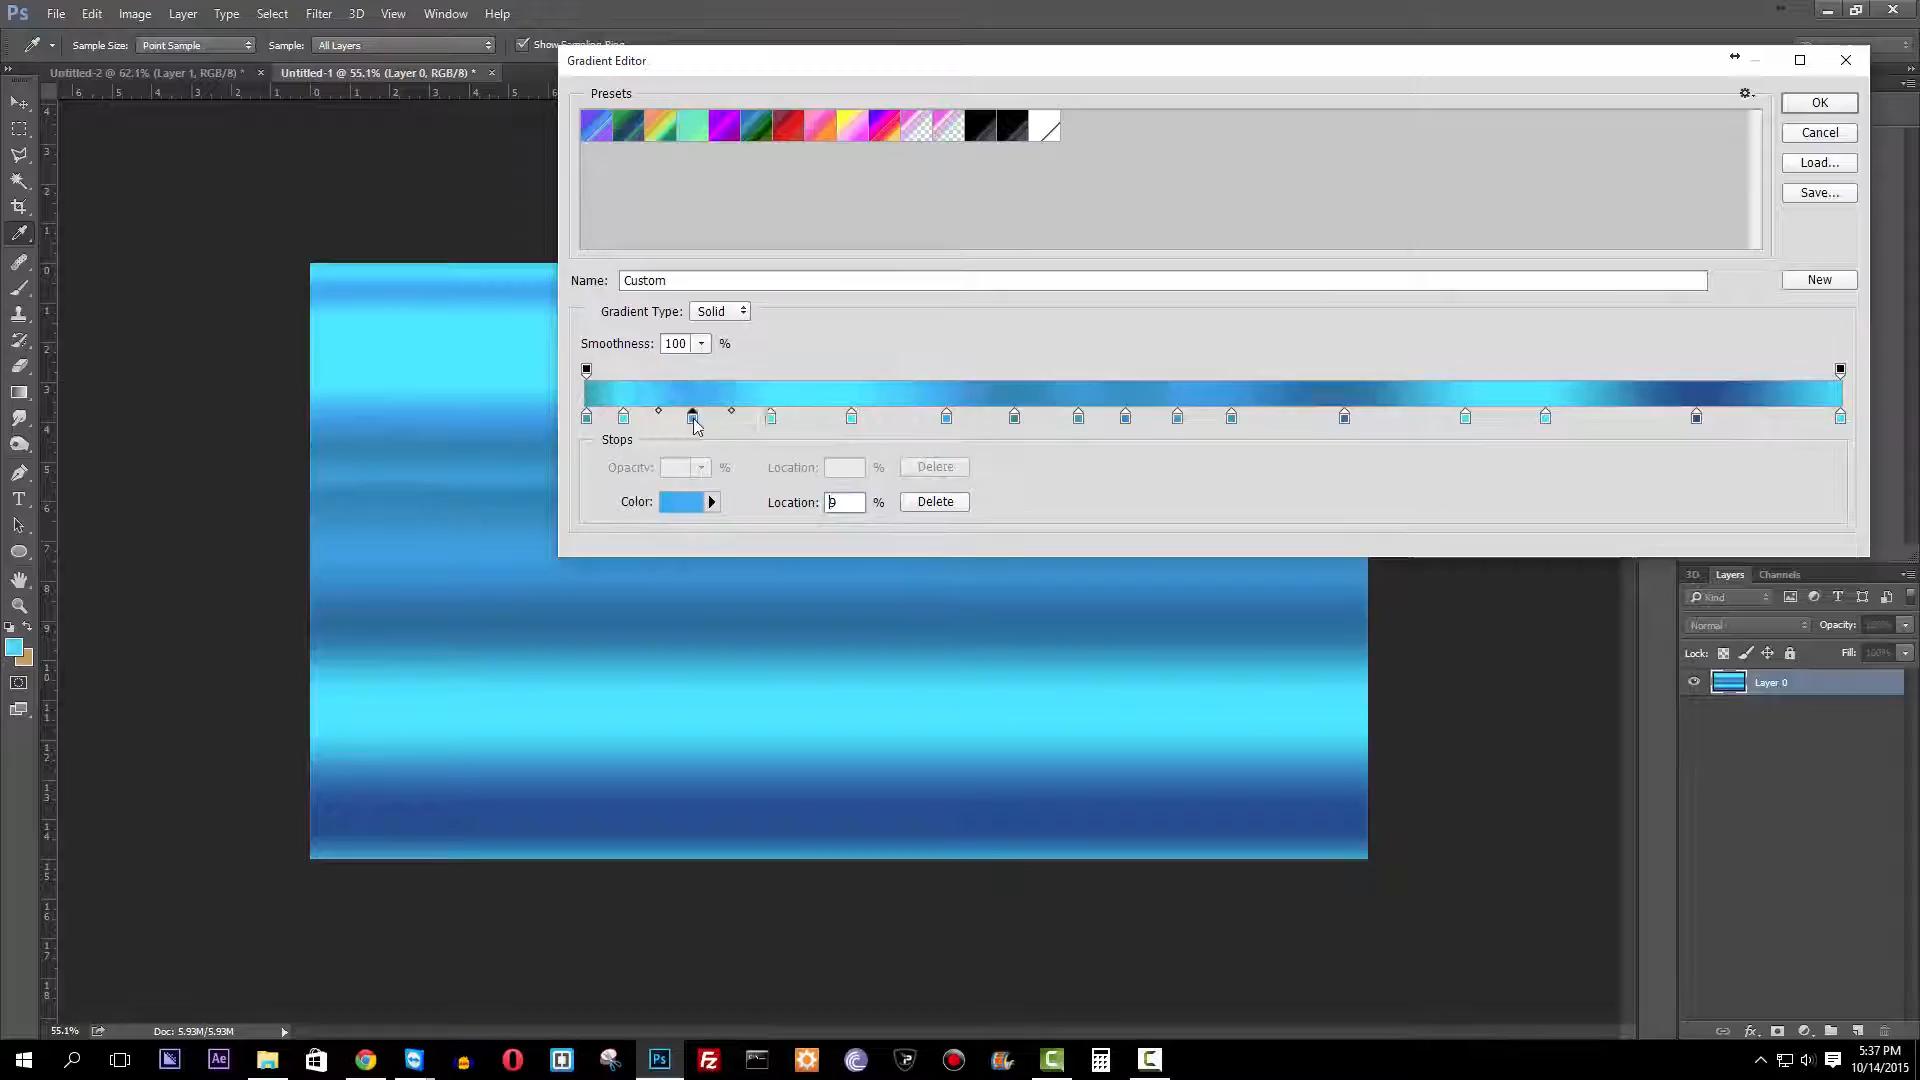 Ps File Edit Image Layer Type Select Filter 3D View Window Help
Sample Size: Point Sample Sample: All Layers Show Sampling Ring
Untitled-2 @ 62.1% (Layer 1, RGB/8) * Untitled-1 @ 55.1% (Layer 0, RGB/8) *
Gradient Editor
Presets
OK
Cancel
Load...
Save...
Name: Custom
New
Gradient Type: Solid
Smoothness: 100 %
Stops
Opacity: % Location: % Delete
Color: Location: 9 % Delete
3D Layers Channels
Kind
Normal Opacity: 100%
Lock: Fill: 100%
Layer 0
55.1% Doc: 5.93M/5.93M
5:37 PM
10/14/2015